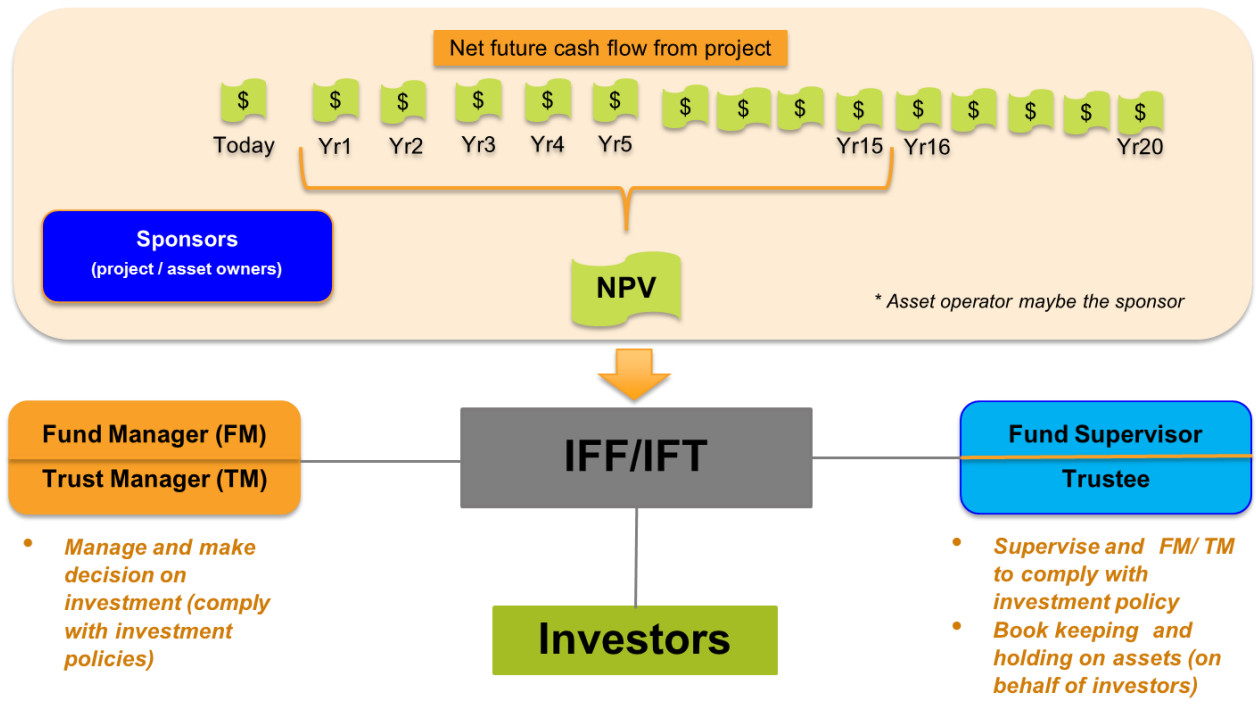 Net future cash flow from project
$ $ $ $ $ $ $ $ $ $ $ $ $ $ $
Today Yr1 Yr2 Yr3 Yr4 Yr5 Yr15 Yr16 Yr20
Sponsors
(project / asset owners)
NPV
* Asset operator maybe the sponsor
Fund Manager (FM)
Trust Manager (TM)
IFF/IFT
Fund Supervisor
Trustee
• Manage and make
decision on
investment (comply
with investment
policies)
• Supervise and FM/ TM
to comply with
investment policy
• Book keeping and
holding on assets (on
behalf of investors)
Investors